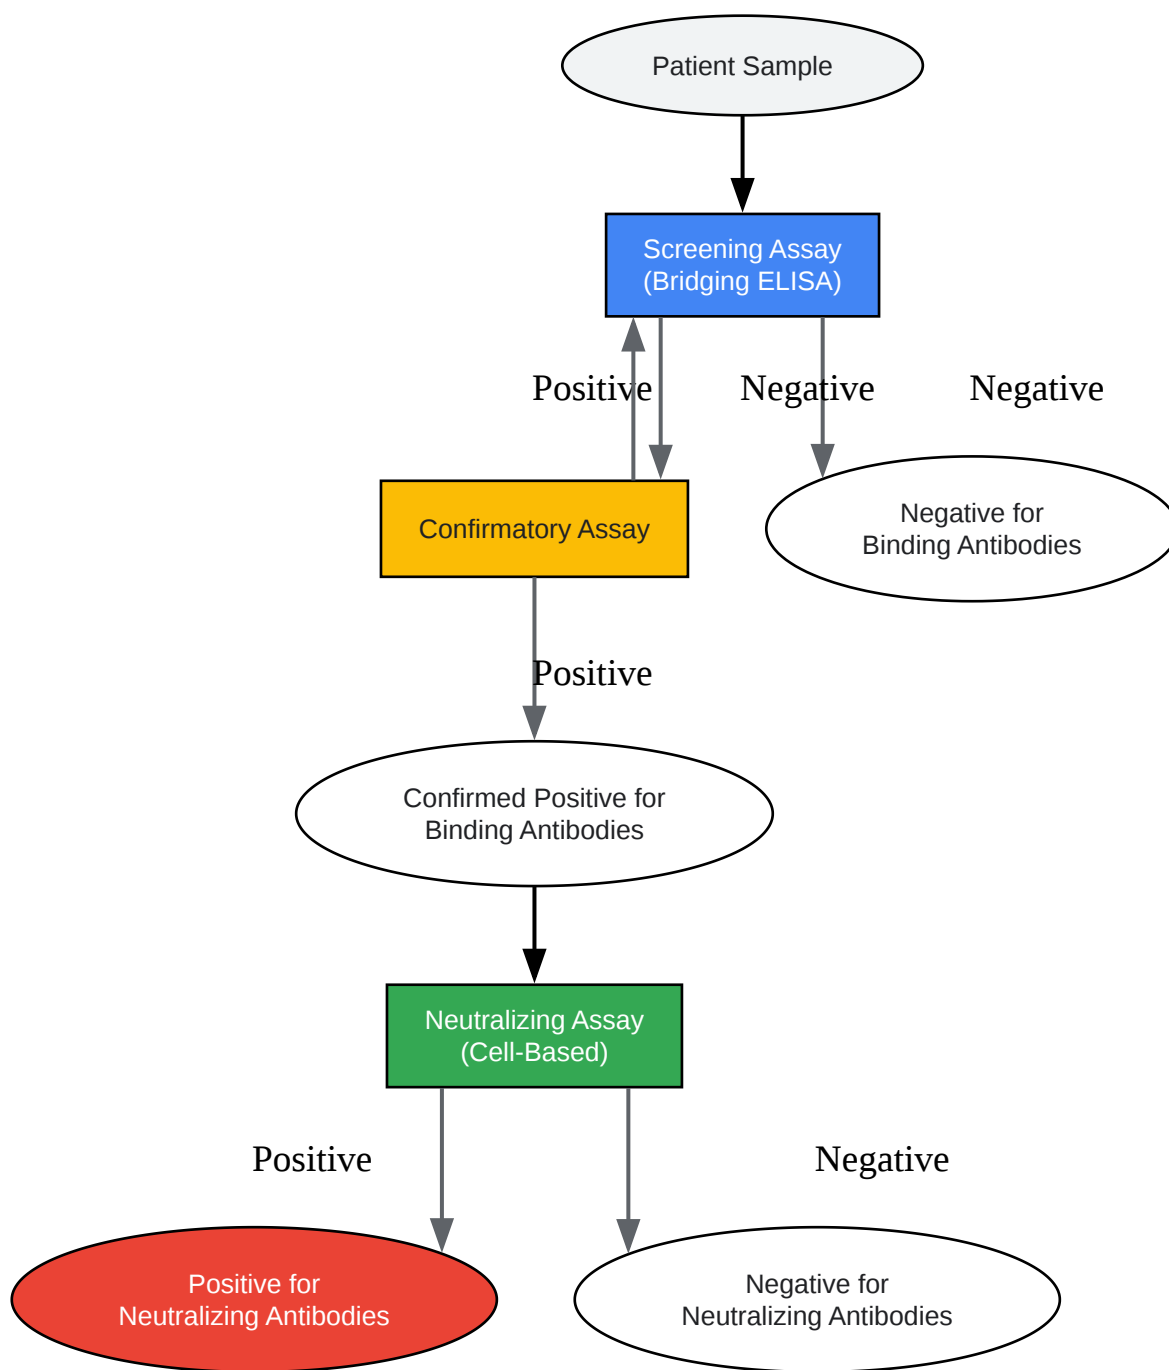 Patient Sample
Screening Assay
(Bridging ELISA)
Positive
Negative
Negative
Confirmatory Assay
Negative for
Binding Antibodies
Positive
Confirmed Positive for
Binding Antibodies
Neutralizing Assay
(Cell-Based)
Positive
Negative
Positive for
Neutralizing Antibodies
Negative for
Neutralizing Antibodies